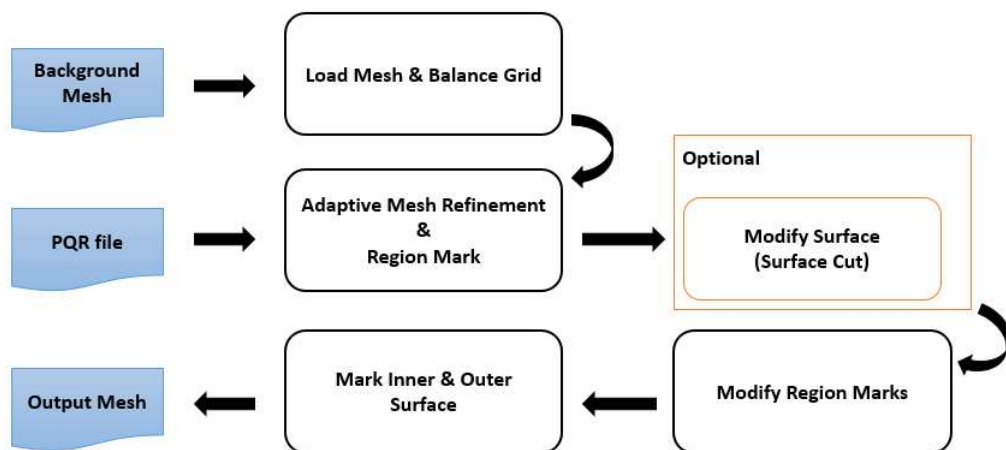 Background
Mesh
Load Mesh & Balance Grid
PQR file
Adaptive Mesh Refinement
&
Region Mark
Optional
Modify Surface
(Surface Cut)
Modify Region Marks
Mark Inner & Outer
Surface
Output Mesh